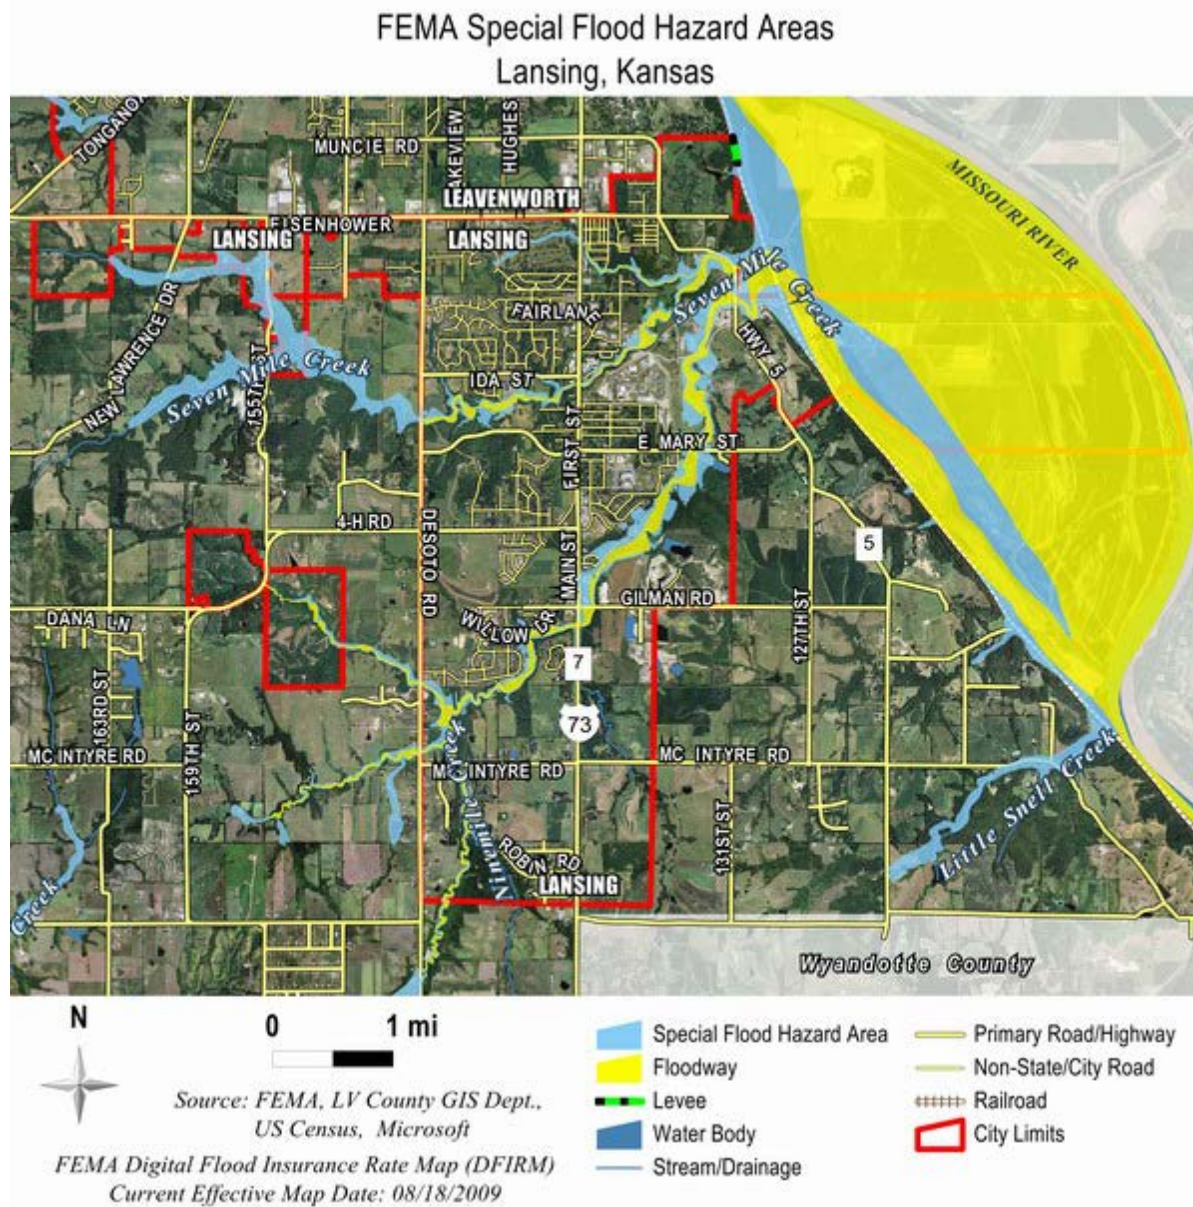 FEMA Special Flood Hazard Areas
Lansing, Kansas
MUNCIE RD
HUGHES
LEAVENWORTH
MISSOURI RIVER
EISENHOWER
LANSING
LANSING
Seven Mile Creek
FAIRLANE
NEW LAWRENCE DR
155TH ST
Seven Mile Creek
IDA ST
HWY 5
FIRST ST
E MARY ST
4-H RD
DESOTO RD
MAIN ST
5
DANA LN
WILLOW DR
GILMAN RD
127TH ST
163RD ST
159TH ST
7
73
MC INTYRE RD
MC INTYRE RD
MC INTYRE RD
Creek
131ST ST
Little Snell Creek
ROBIN RD
LANSING
Ninemile Creek
Wyandotte County
N
0 1 mi
Source: FEMA, LV County GIS Dept.,
US Census, Microsoft
FEMA Digital Flood Insurance Rate Map (DFIRM)
Current Effective Map Date: 08/18/2009
Special Flood Hazard Area
Floodway
Levee
Water Body
Stream/Drainage
Primary Road/Highway
Non-State/City Road
Railroad
City Limits